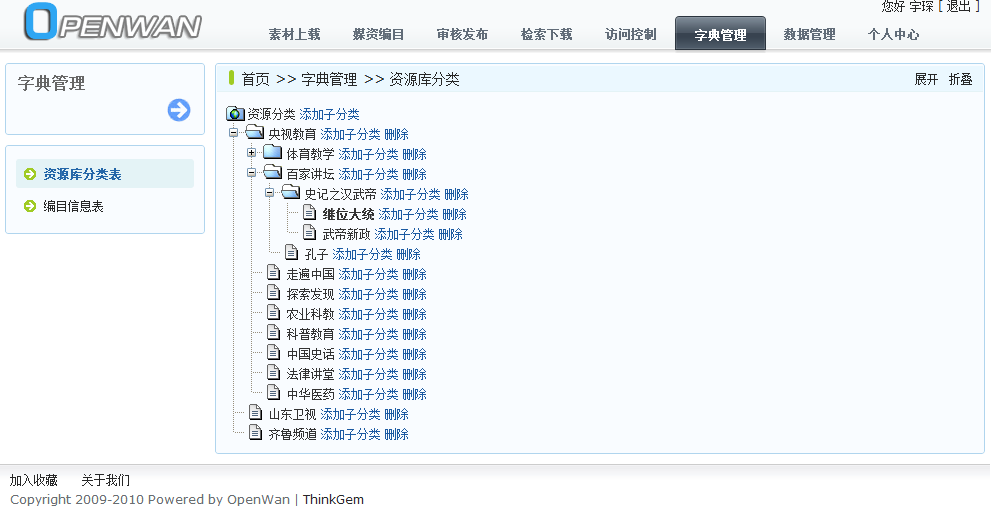 OPENWAN
您好 宇琛 [ 退出 ]
素材上载 媒资编目 审核发布 检索下载 访问控制 字典管理 数据管理 个人中心
字典管理
资源库分类表
编目信息表
首页 >> 字典管理 >> 资源库分类 展开 折叠
资源分类 添加子分类
央视教育 添加子分类 删除
体育教学 添加子分类 删除
百家讲坛 添加子分类 删除
史记之汉武帝 添加子分类 删除
继位大统 添加子分类 删除
武帝新政 添加子分类 删除
孔子 添加子分类 删除
走遍中国 添加子分类 删除
探索发现 添加子分类 删除
农业科教 添加子分类 删除
科普教育 添加子分类 删除
中国史话 添加子分类 删除
法律讲堂 添加子分类 删除
中华医药 添加子分类 删除
山东卫视 添加子分类 删除
齐鲁频道 添加子分类 删除
加入收藏 关于我们
Copyright 2009-2010 Powered by OpenWan | ThinkGem